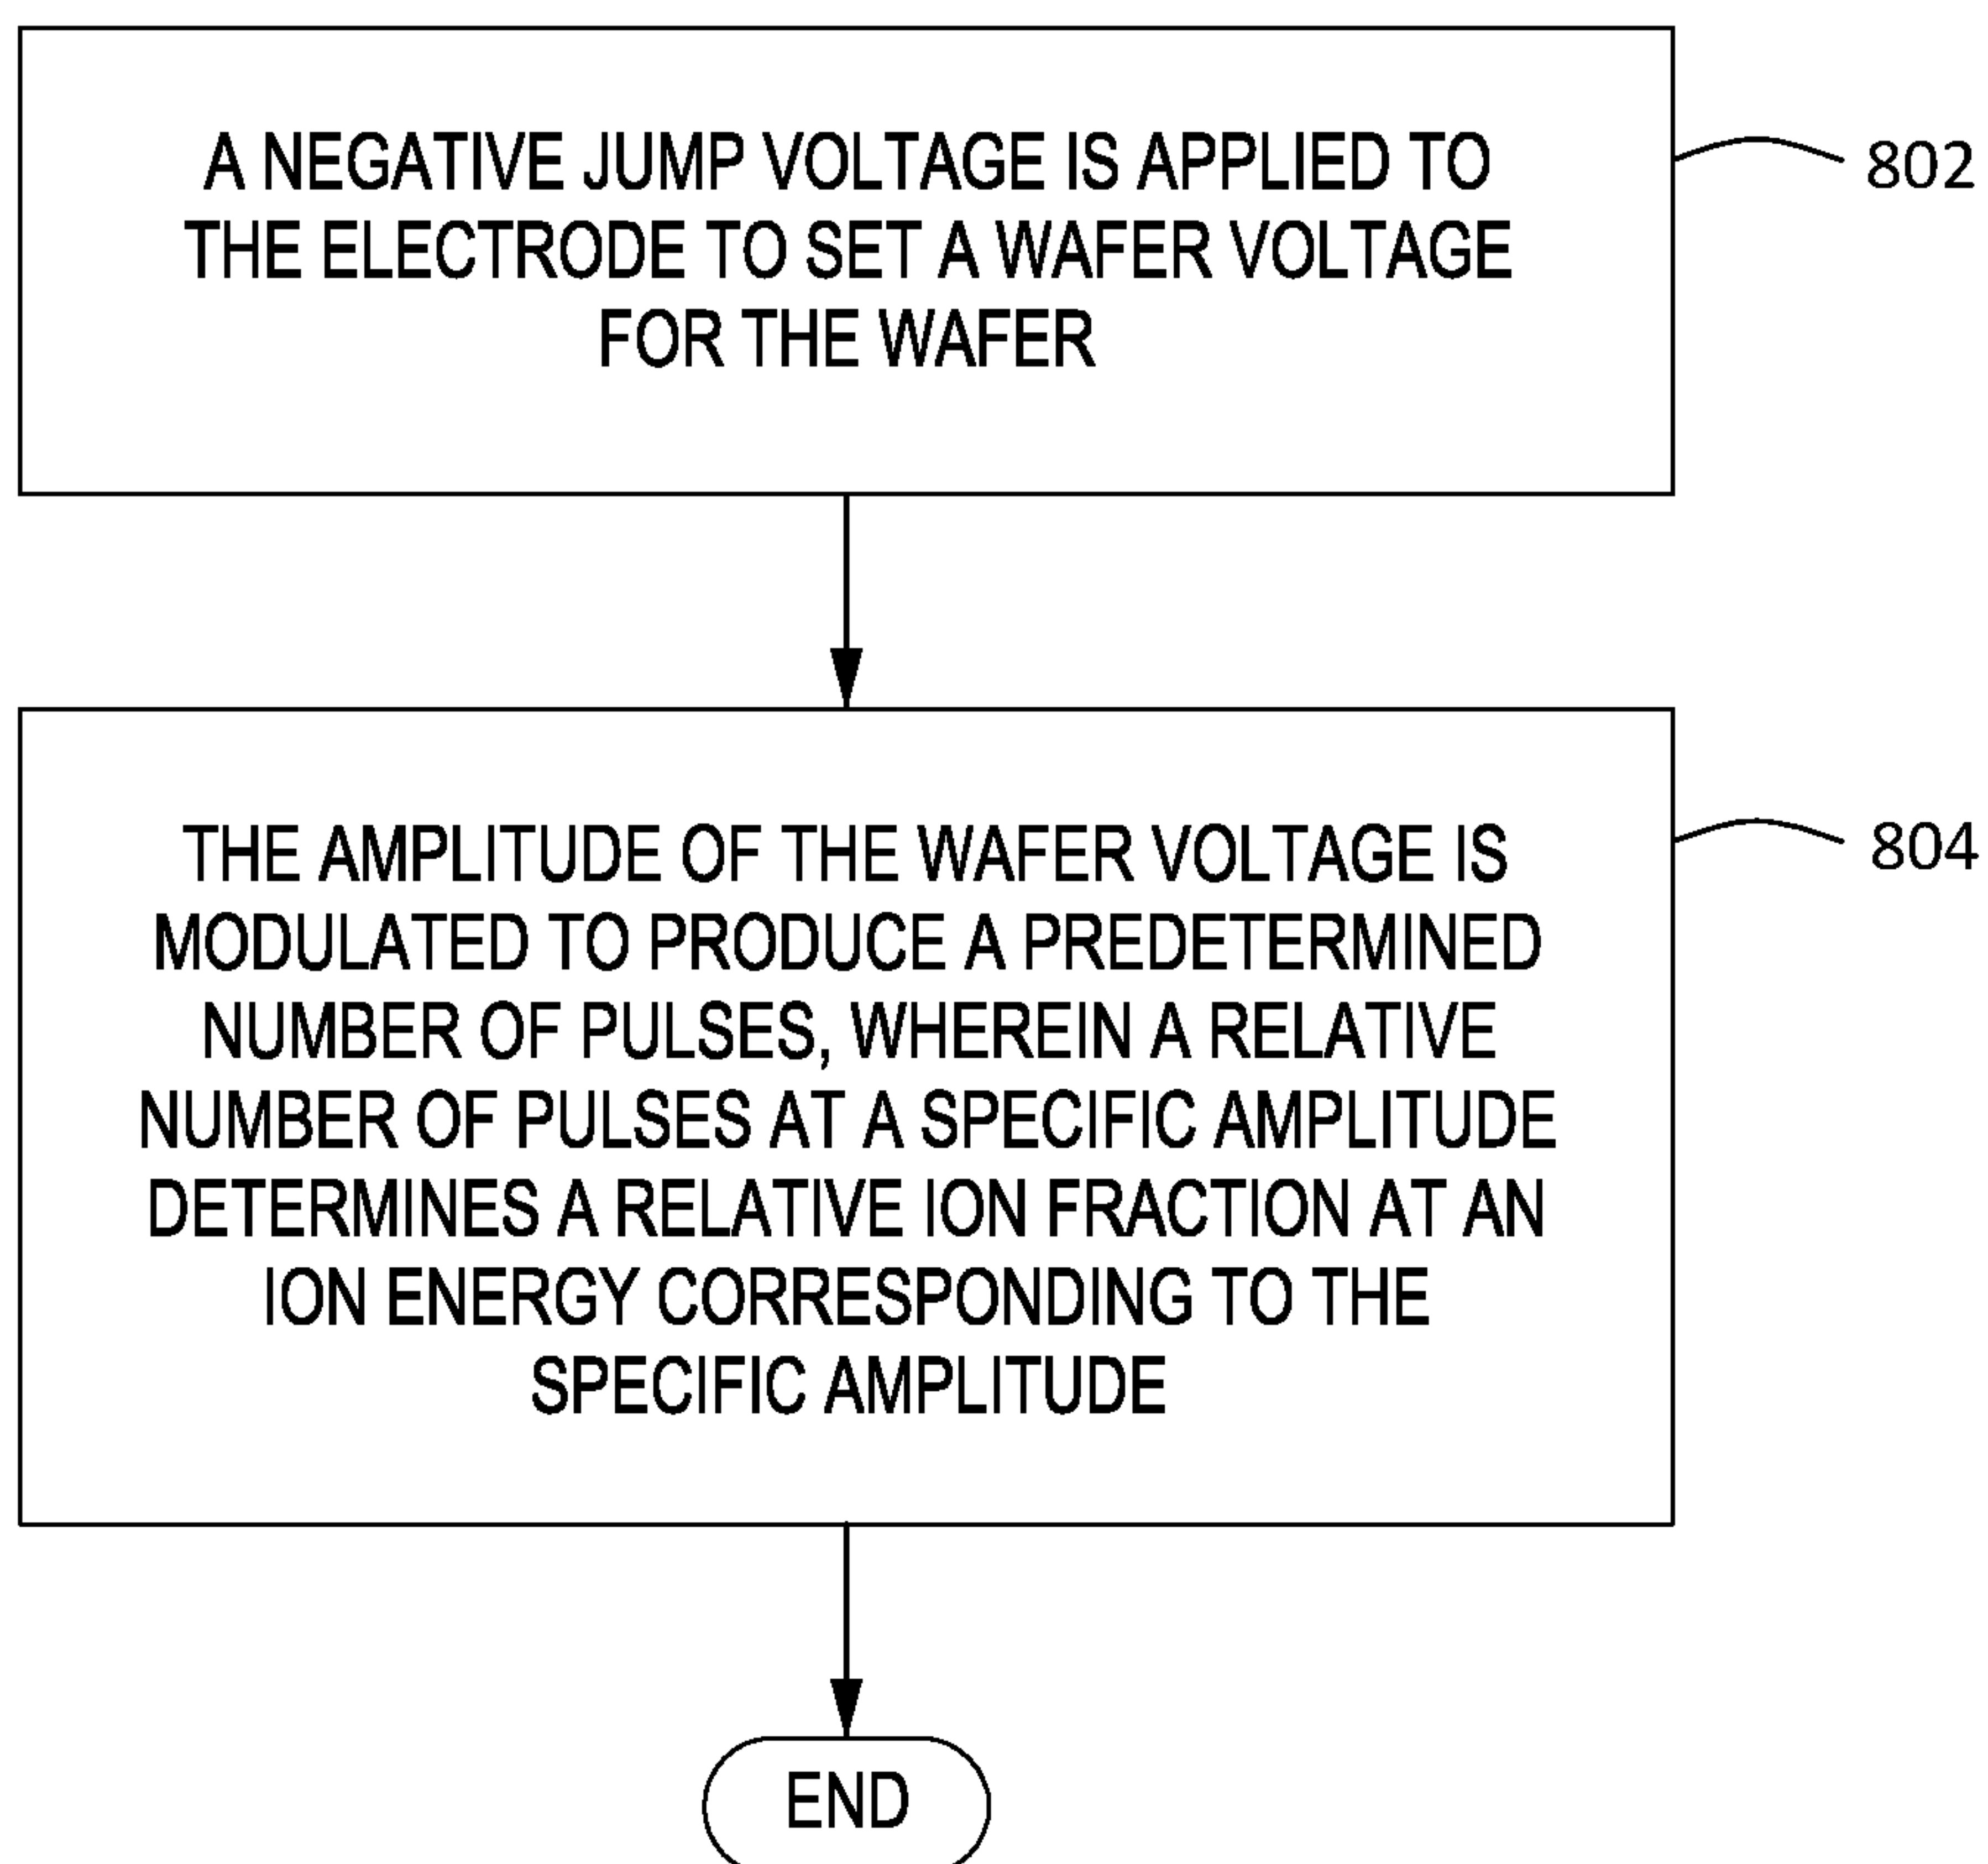 A NEGATIVE JUMP VOLTAGE IS APPLIED TO
THE ELECTRODE TO SET A WAFER VOLTAGE
FOR THE WAFER
802
THE AMPLITUDE OF THE WAFER VOLTAGE IS
MODULATED TO PRODUCE A PREDETERMINED
NUMBER OF PULSES, WHEREIN A RELATIVE
NUMBER OF PULSES AT A SPECIFIC AMPLITUDE
DETERMINES A RELATIVE ION FRACTION AT AN
ION ENERGY CORRESPONDING TO THE
SPECIFIC AMPLITUDE
804
END